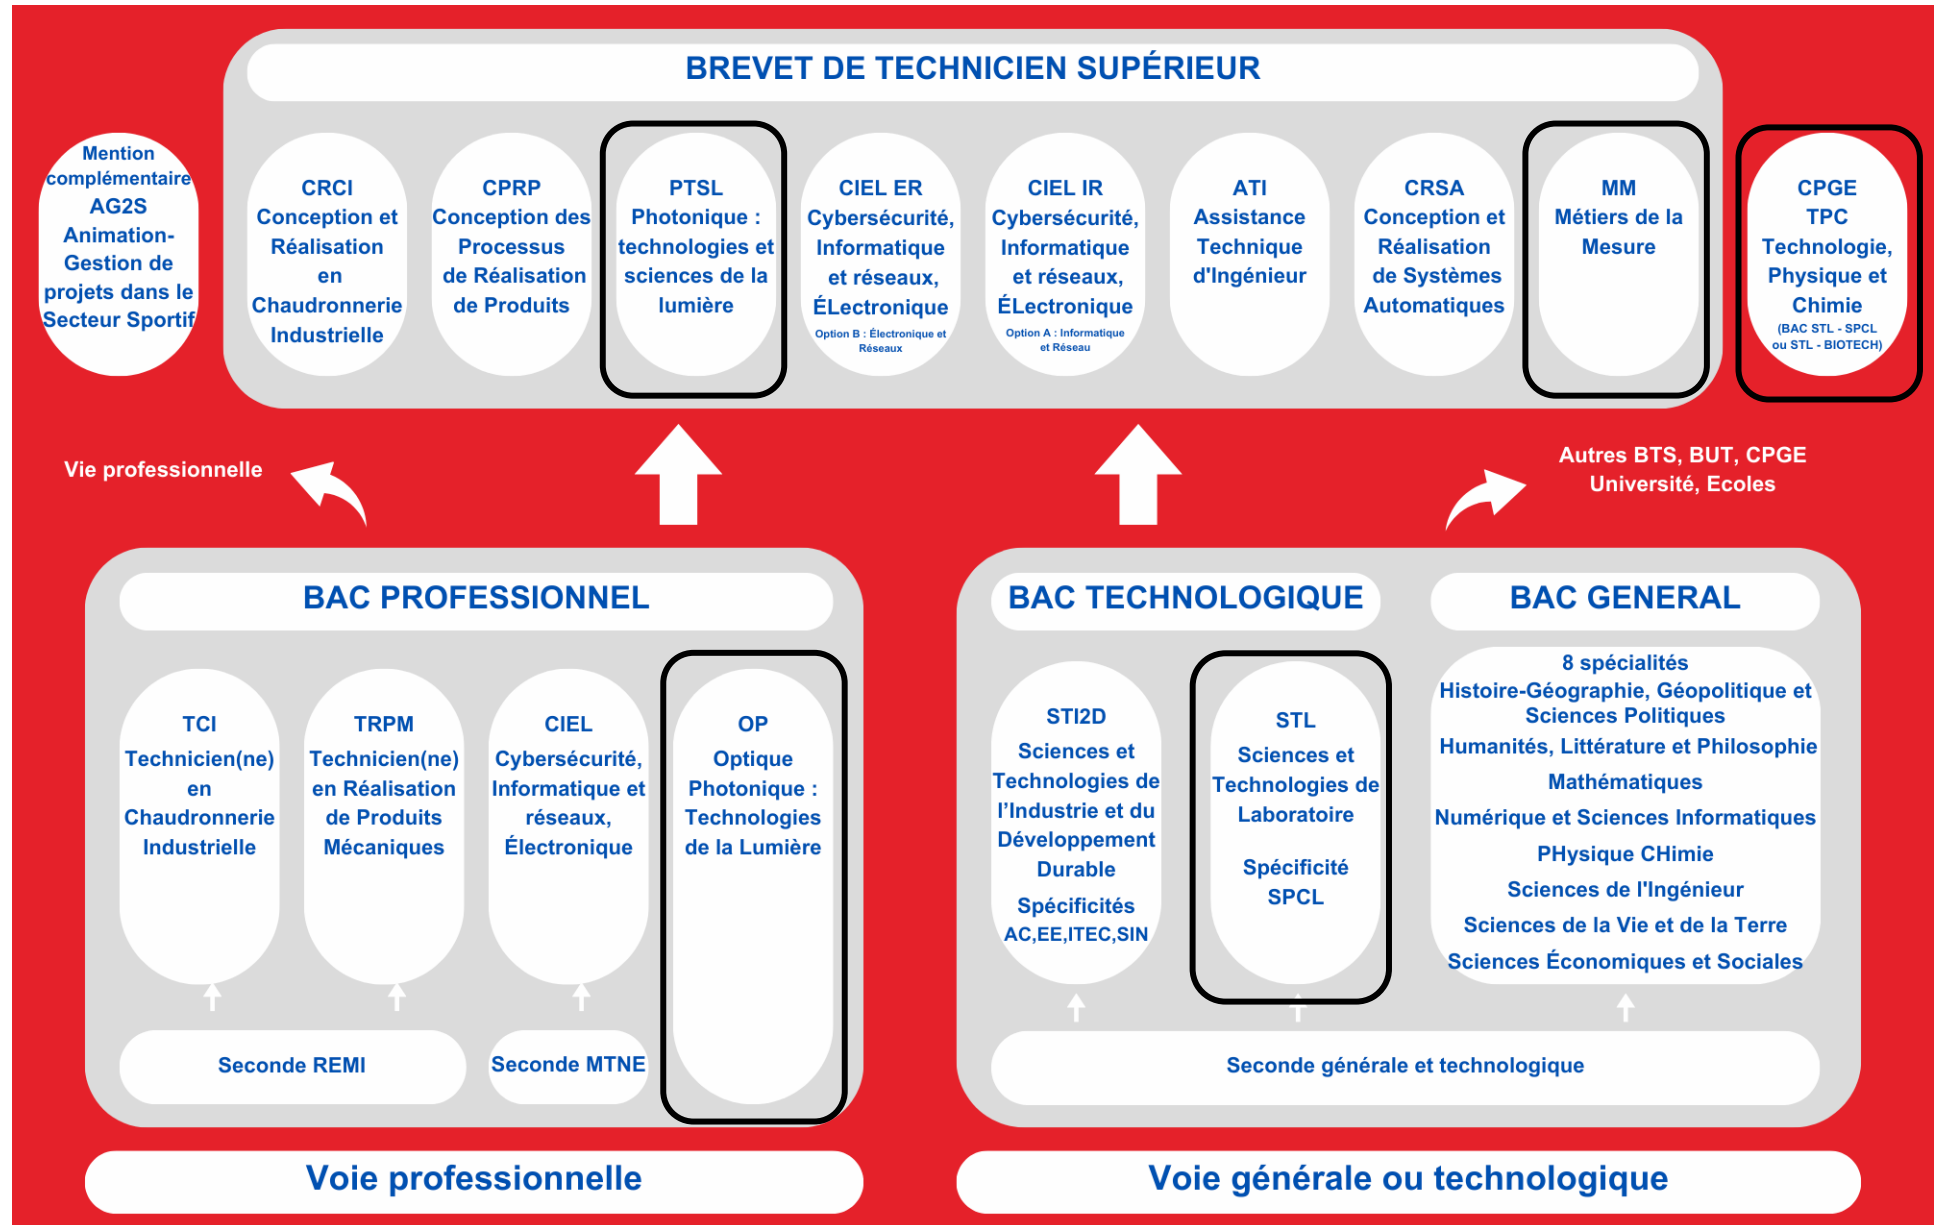 BREVET DE TECHNICIEN SUPÉRIEUR
Mention
complémentaire
AG2S
Animation-
Gestion de
projets dans le
Secteur Sportif
CRCI
Conception et
Réalisation
en
Chaudronnerie
Industrielle
CPRP
Conception des
Processus
de Réalisation
de Produits
PTSL
Photonique :
technologies et
sciences de la
lumière
CIEL ER
Cybersécurité,
Informatique
et réseaux,
ÉLectronique
Option B : Électronique et
Réseaux
CIEL IR
Cybersécurité,
Informatique
et réseaux,
ÉLectronique
Option A : Informatique
et Réseau
ATI
Assistance
Technique
d'Ingénieur
CRSA
Conception et
Réalisation
de Systèmes
Automatiques
MM
Métiers de la
Mesure
CPGE
TPC
Technologie,
Physique et
Chimie
(BAC STL - SPCL
ou STL - BIOTECH)
Vie professionnelle
Autres BTS, BUT, CPGE
Université, Ecoles
BAC PROFESSIONNEL
TCI
Technicien(ne)
en
Chaudronnerie
Industrielle
TRPM
Technicien(ne)
en Réalisation
de Produits
Mécaniques
CIEL
Cybersécurité,
Informatique et
réseaux,
Électronique
OP
Optique
Photonique :
Technologies
de la Lumière
Seconde REMI
Seconde MTNE
BAC TECHNOLOGIQUE
STI2D
Sciences et
Technologies de
l’Industrie et du
Développement
Durable
Spécificités
AC,EE,ITEC,SIN
STL
Sciences et
Technologies de
Laboratoire
Spécificité
SPCL
BAC GENERAL
8 spécialités
Histoire-Géographie, Géopolitique et
Sciences Politiques
Humanités, Littérature et Philosophie
Mathématiques
Numérique et Sciences Informatiques
PHysique CHimie
Sciences de l'Ingénieur
Sciences de la Vie et de la Terre
Sciences Économiques et Sociales
Seconde générale et technologique
Voie professionnelle
Voie générale ou technologique